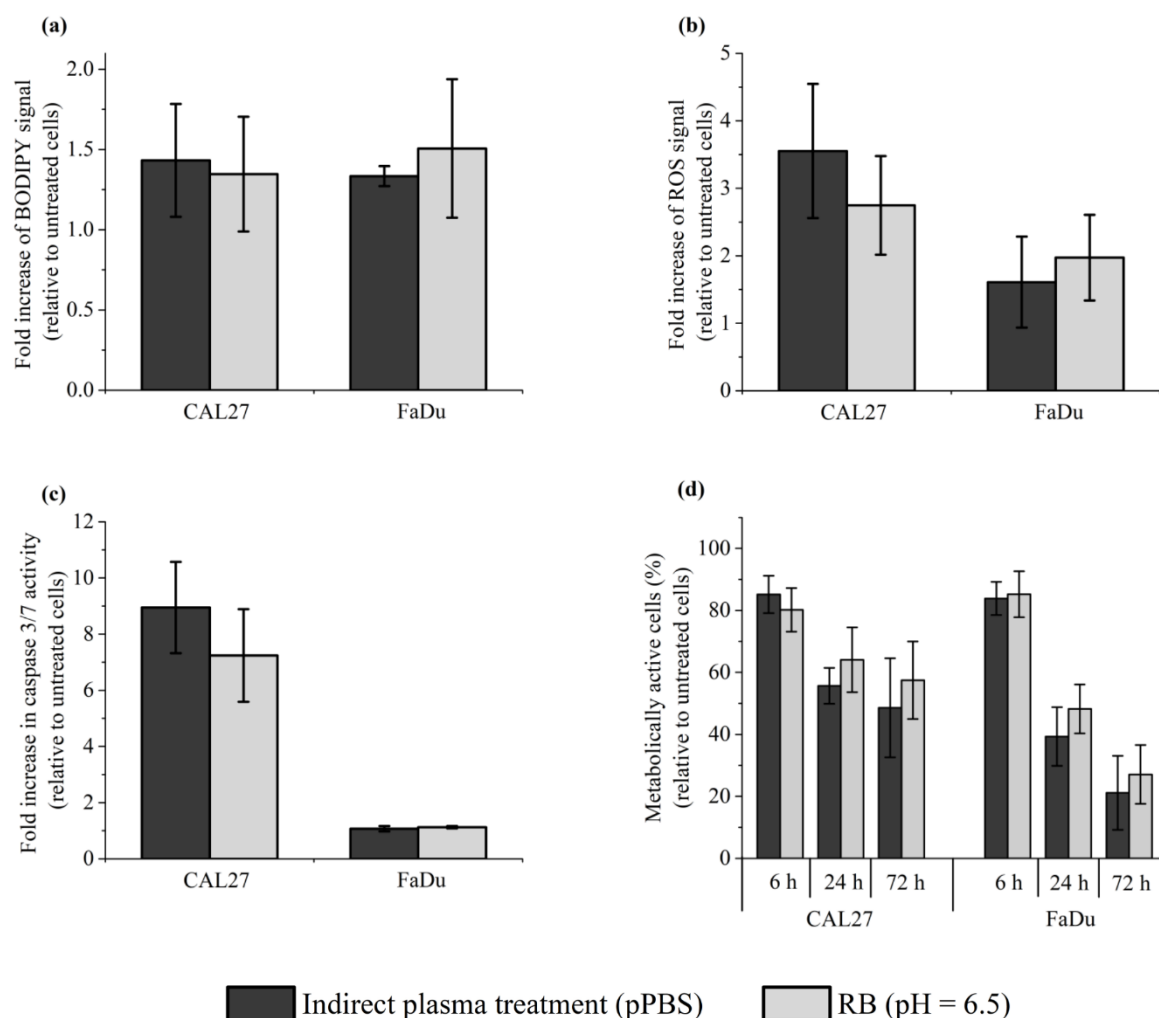 (a)
Fold increase of BODIPY signal
(relative to untreated cells)
2.0
1.5
1.0
0.5
0.0
CAL27 FaDu
(b)
Fold increase of ROS signal
(relative to untreated cells)
5
4
3
2
1
0
CAL27 FaDu
(c)
Fold increase in caspase 3/7 activity
(relative to untreated cells)
12
10
8
6
4
2
0
CAL27 FaDu
(d)
Metabolically active cells (%)
(relative to untreated cells)
100
80
60
40
20
0
6 h 24 h 72 h 6 h 24 h 72 h
CAL27 FaDu
Indirect plasma treatment (pPBS) RB (pH = 6.5)